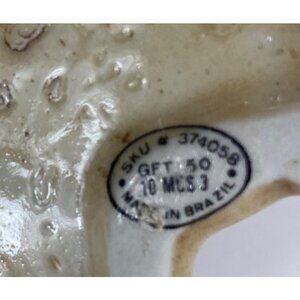 SKU # 374058
GFT 50
10 MCS 3
MADE IN BRAZIL